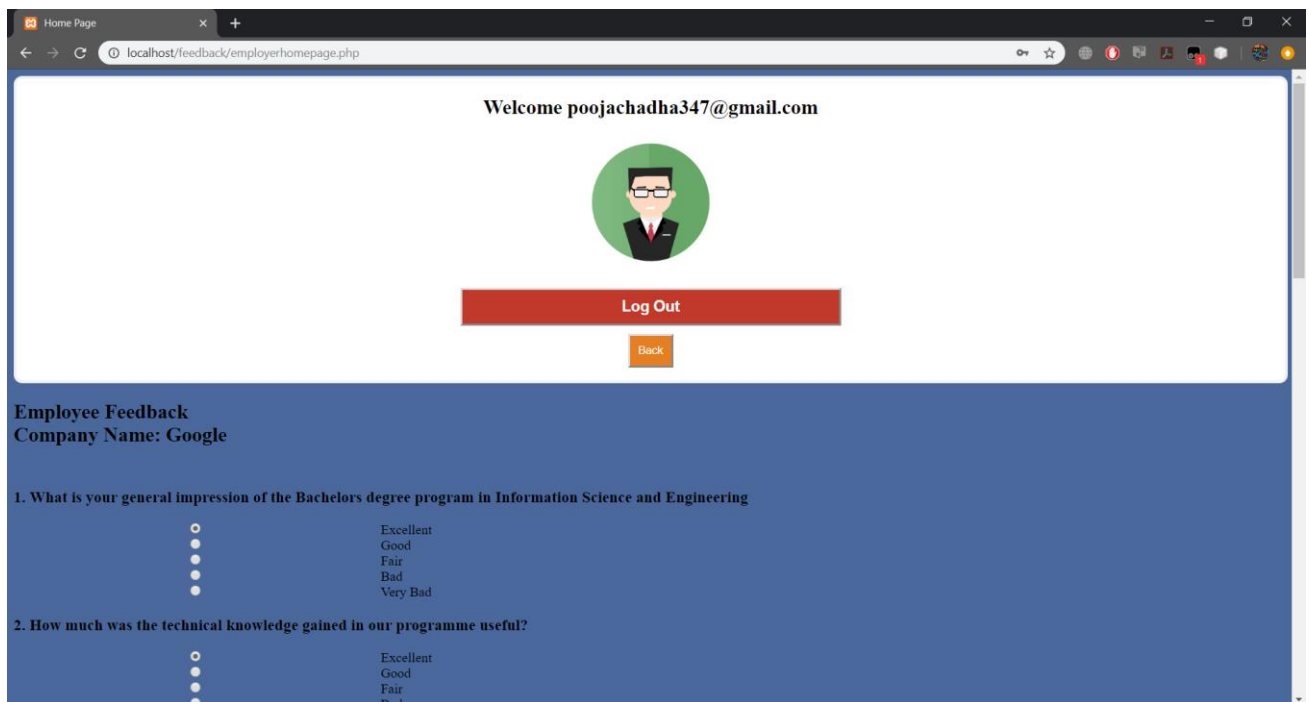 Home Page
localhost/feedback/employerhomepage.php
1
Welcome poojachadha347@gmail.com
Log Out
Back
Employee Feedback
Company Name: Google
1. What is your general impression of the Bachelors degree program in Information Science and Engineering
Excellent
Good
Fair
Bad
Very Bad
2. How much was the technical knowledge gained in our programme useful?
Excellent
Good
Fair